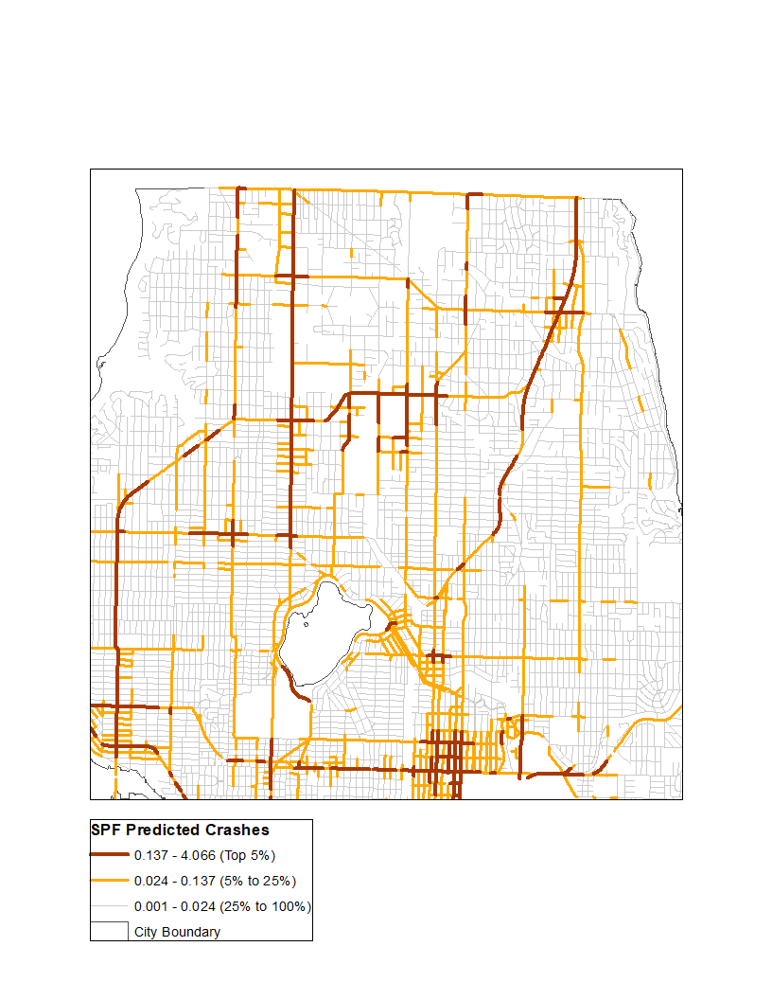 SPF Predicted Crashes
0.137 - 4.066 (Top 5%)
0.024 - 0.137 (5% to 25%)
0.001 - 0.024 (25% to 100%)
City Boundary